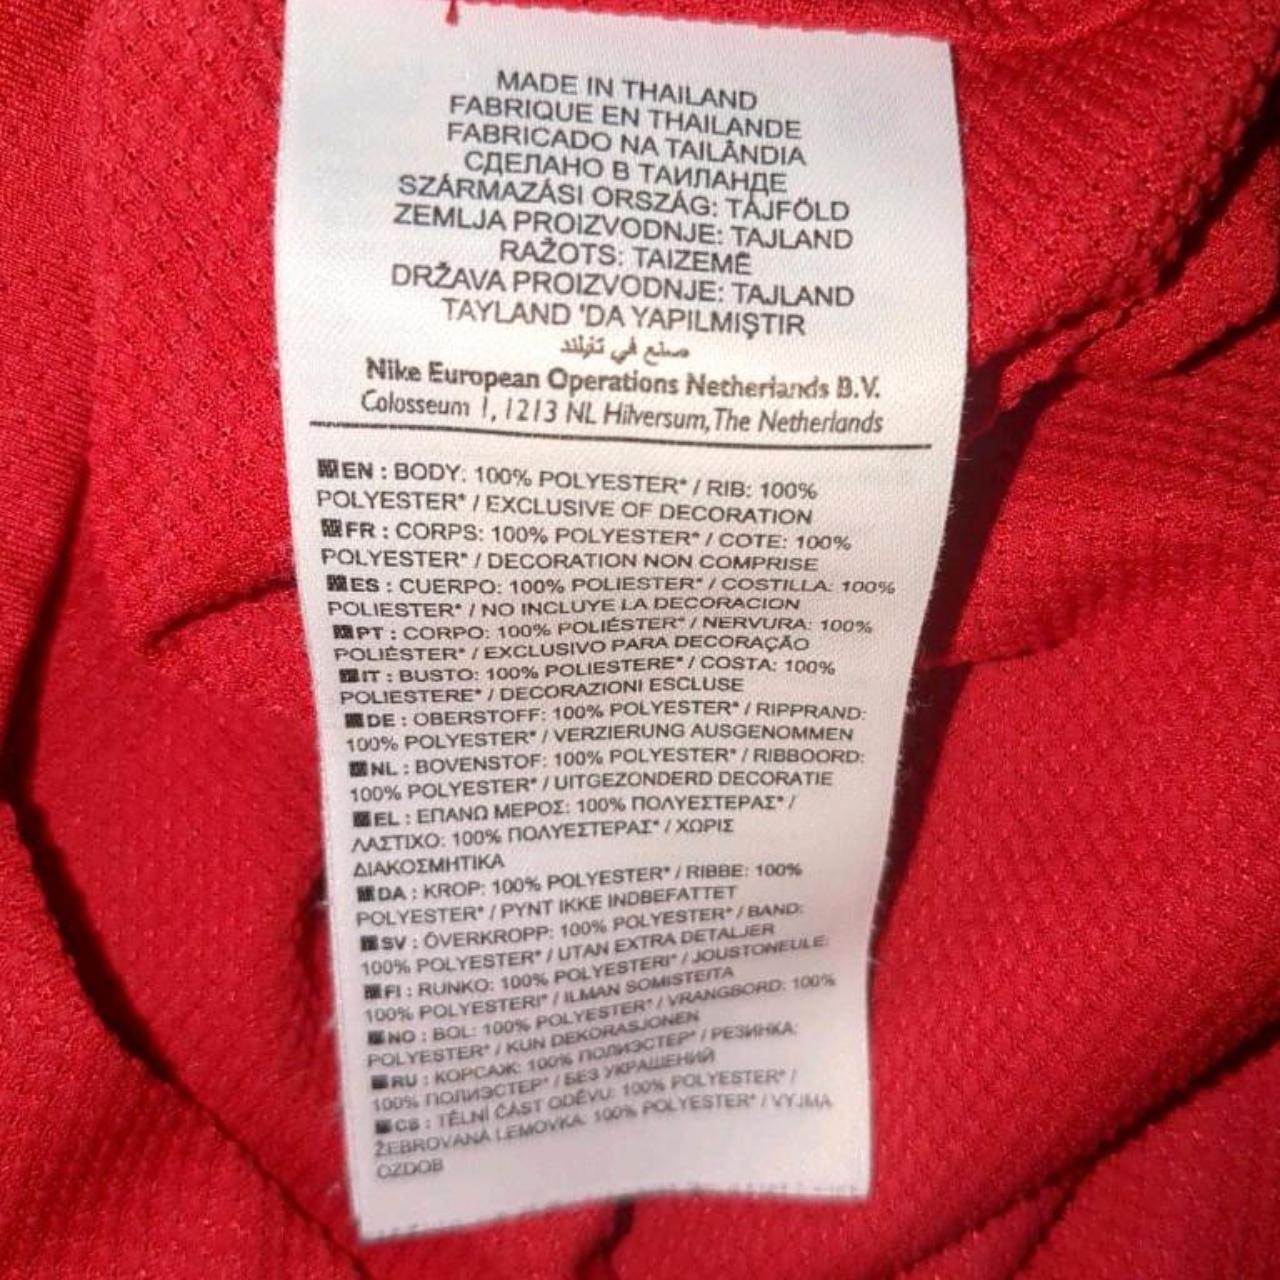 MADE IN THAILAND
FABRIQUE EN THAILANDE
FABRICADO NA TAILÂNDIA
СДЕЛАНО В ТАИЛАНДЕ
SZÁRMAZÁSI ORSZÁG: TÁJFÖLD
ZEMLJA PROIZVODNJE: TAJLAND
RAŽOTS: TAIZEMĒ
DRŽAVA PROIZVODNJE: TAJLAND
TAYLAND 'DA YAPILMIŞTIR
صنع في تيلند
Nike European Operations Netherlands B.V.
Colosseum 1, 1213 NL Hilversum, The Netherlands
EN : BODY: 100% POLYESTER* / RIB: 100%
POLYESTER* / EXCLUSIVE OF DECORATION
FR : CORPS: 100% POLYESTER* / COTE: 100%
POLYESTER* / DECORATION NON COMPRISE
ES : CUERPO: 100% POLIESTER* / COSTILLA: 100%
POLIESTER* / NO INCLUYE LA DECORACION
PT : CORPO: 100% POLIÉSTER* / NERVURA: 100%
POLIÉSTER* / EXCLUSIVO PARA DECORAÇÃO
IT : BUSTO: 100% POLIESTERE* / COSTA: 100%
POLIESTERE* / DECORAZIONI ESCLUSE
DE : OBERSTOFF: 100% POLYESTER* / RIPPRAND:
100% POLYESTER* / VERZIERUNG AUSGENOMMEN
NL : BOVENSTOF: 100% POLYESTER* / RIBBOORD:
100% POLYESTER* / UITGEZONDERD DECORATIE
EL : ΕΠΑΝΩ ΜΕΡΟΣ: 100% ΠΟΛΥΕΣΤΕΡΑΣ* /
ΛΑΣΤΙΧΟ: 100% ΠΟΛΥΕΣΤΕΡΑΣ* / ΧΩΡΙΣ
ΔΙΑΚΟΣΜΗΤΙΚΑ
DA : KROP: 100% POLYESTER* / RIBBE: 100%
POLYESTER* / PYNT IKKE INDBEFATTET
SV : ÖVERKROPP: 100% POLYESTER* / BAND:
100% POLYESTER* / UTAN EXTRA DETALJER
FI : RUNKO: 100% POLYESTERI* / JOUSTONEULE:
100% POLYESTERI* / ILMAN SOMISTEITA
NO : BOL: 100% POLYESTER* / VRANGBORD: 100%
POLYESTER* / KUN DEKORASJONEN
RU : КОРСАЖ: 100% ПОЛИЭСТЕР* / РЕЗИНКА:
100% ПОЛИЭСТЕР* / БЕЗ УКРАШЕНИЙ
CS : TĚLNÍ ČÁST ODĚVU: 100% POLYESTER* /
ŽEBROVANÁ LEMOVKA: 100% POLYESTER* / VYJMA
OZDOB